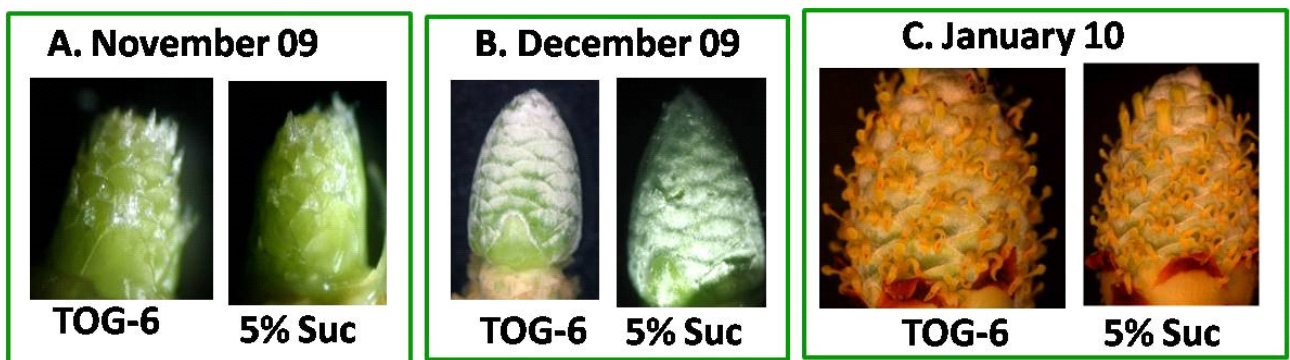 A. November 09
TOG-6 5% Suc
B. December 09
TOG-6 5% Suc
C. January 10
TOG-6 5% Suc